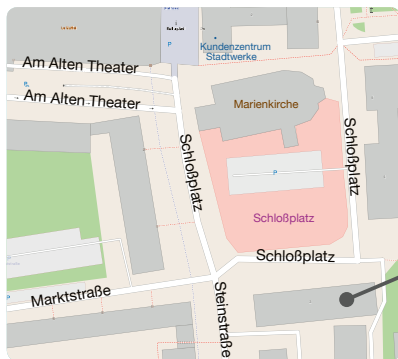 P
Am Alten Theater
Kundenzentrum
Stadtwerke
Am Alten Theater
Marienkirche
Schloßplatz
Schloßplatz
P
Schloßplatz
Schloßplatz
Marktstraße
Steinstraße